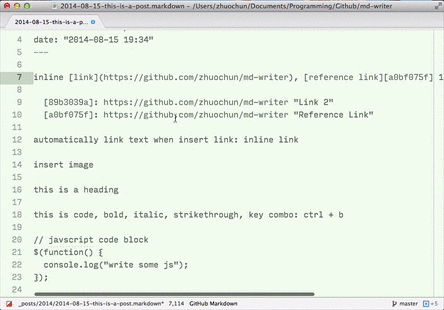 2014-08-15-this-is-a-post.markdown - /Users/zhuochun/Documents/Programming/Github/md-writer
2014-08-15-this-is-a-p...
4 date: "2014-08-15 19:34"
5 ---
6
7 inline [link](https://github.com/zhuochun/md-writer), [reference link][a0bf075f] 1
8
9 [89b3039a]: https://github.com/zhuochun/md-writer "Link 2"
10 [a0bf075f]: https://github.com/zhuochun/md-writer "Reference Link"
11
12 automatically link text when insert link: inline link
13
14 insert image
15
16 this is a heading
17
18 this is code, bold, italic, strikethrough, key combo: ctrl + b
19
20 // javscript code block
21 $(function() {
22 console.log("write some js");
23 });
24
_posts/2014/2014-08-15-this-is-a-post.markdown* 7,114 GitHub Markdown master +5